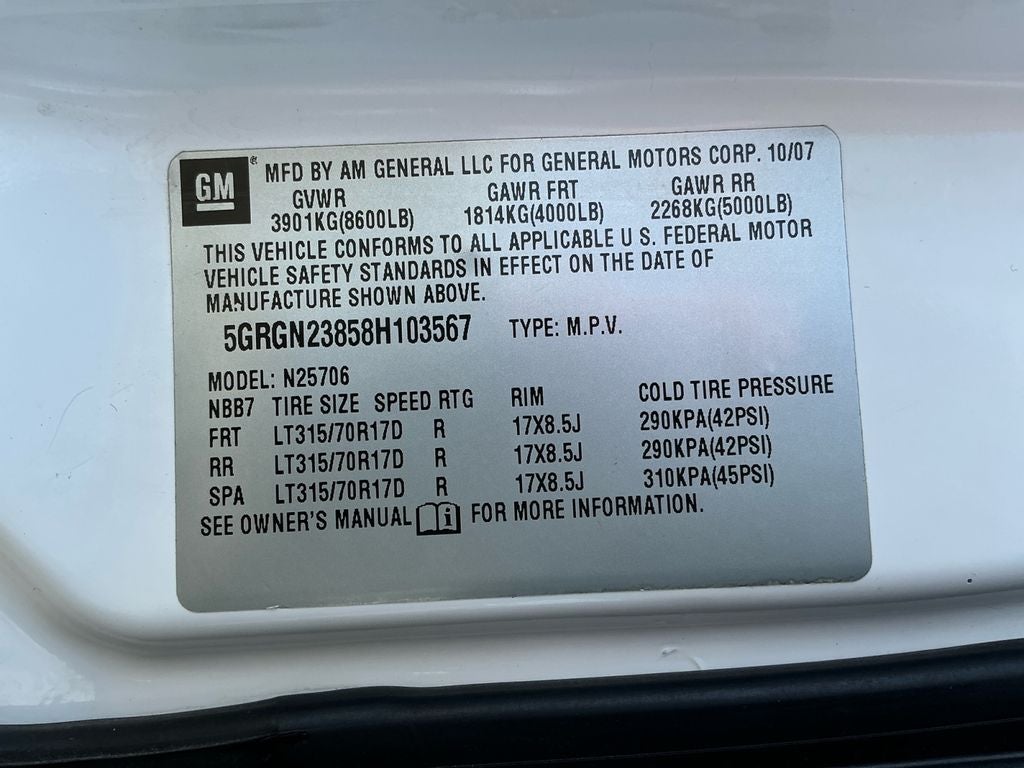 GM® MFD BY AM GENERAL LLC FOR GENERAL MOTORS CORP. 10/07
GVWR GAWR FRT GAWR RR
3901KG(8600LB) 1814KG(4000LB) 2268KG(5000LB)
THIS VEHICLE CONFORMS TO ALL APPLICABLE U S. FEDERAL MOTOR
VEHICLE SAFETY STANDARDS IN EFFECT ON THE DATE OF
MANUFACTURE SHOWN ABOVE.
5GRGN23858H103567 TYPE: M.P.V.
MODEL: N25706
NBB7 TIRE SIZE SPEED RTG RIM COLD TIRE PRESSURE
FRT LT315/70R17D R 17X8.5J 290KPA(42PSI)
RR LT315/70R17D R 17X8.5J 290KPA(42PSI)
SPA LT315/70R17D R 17X8.5J 310KPA(45PSI)
SEE OWNER'S MANUAL i FOR MORE INFORMATION.